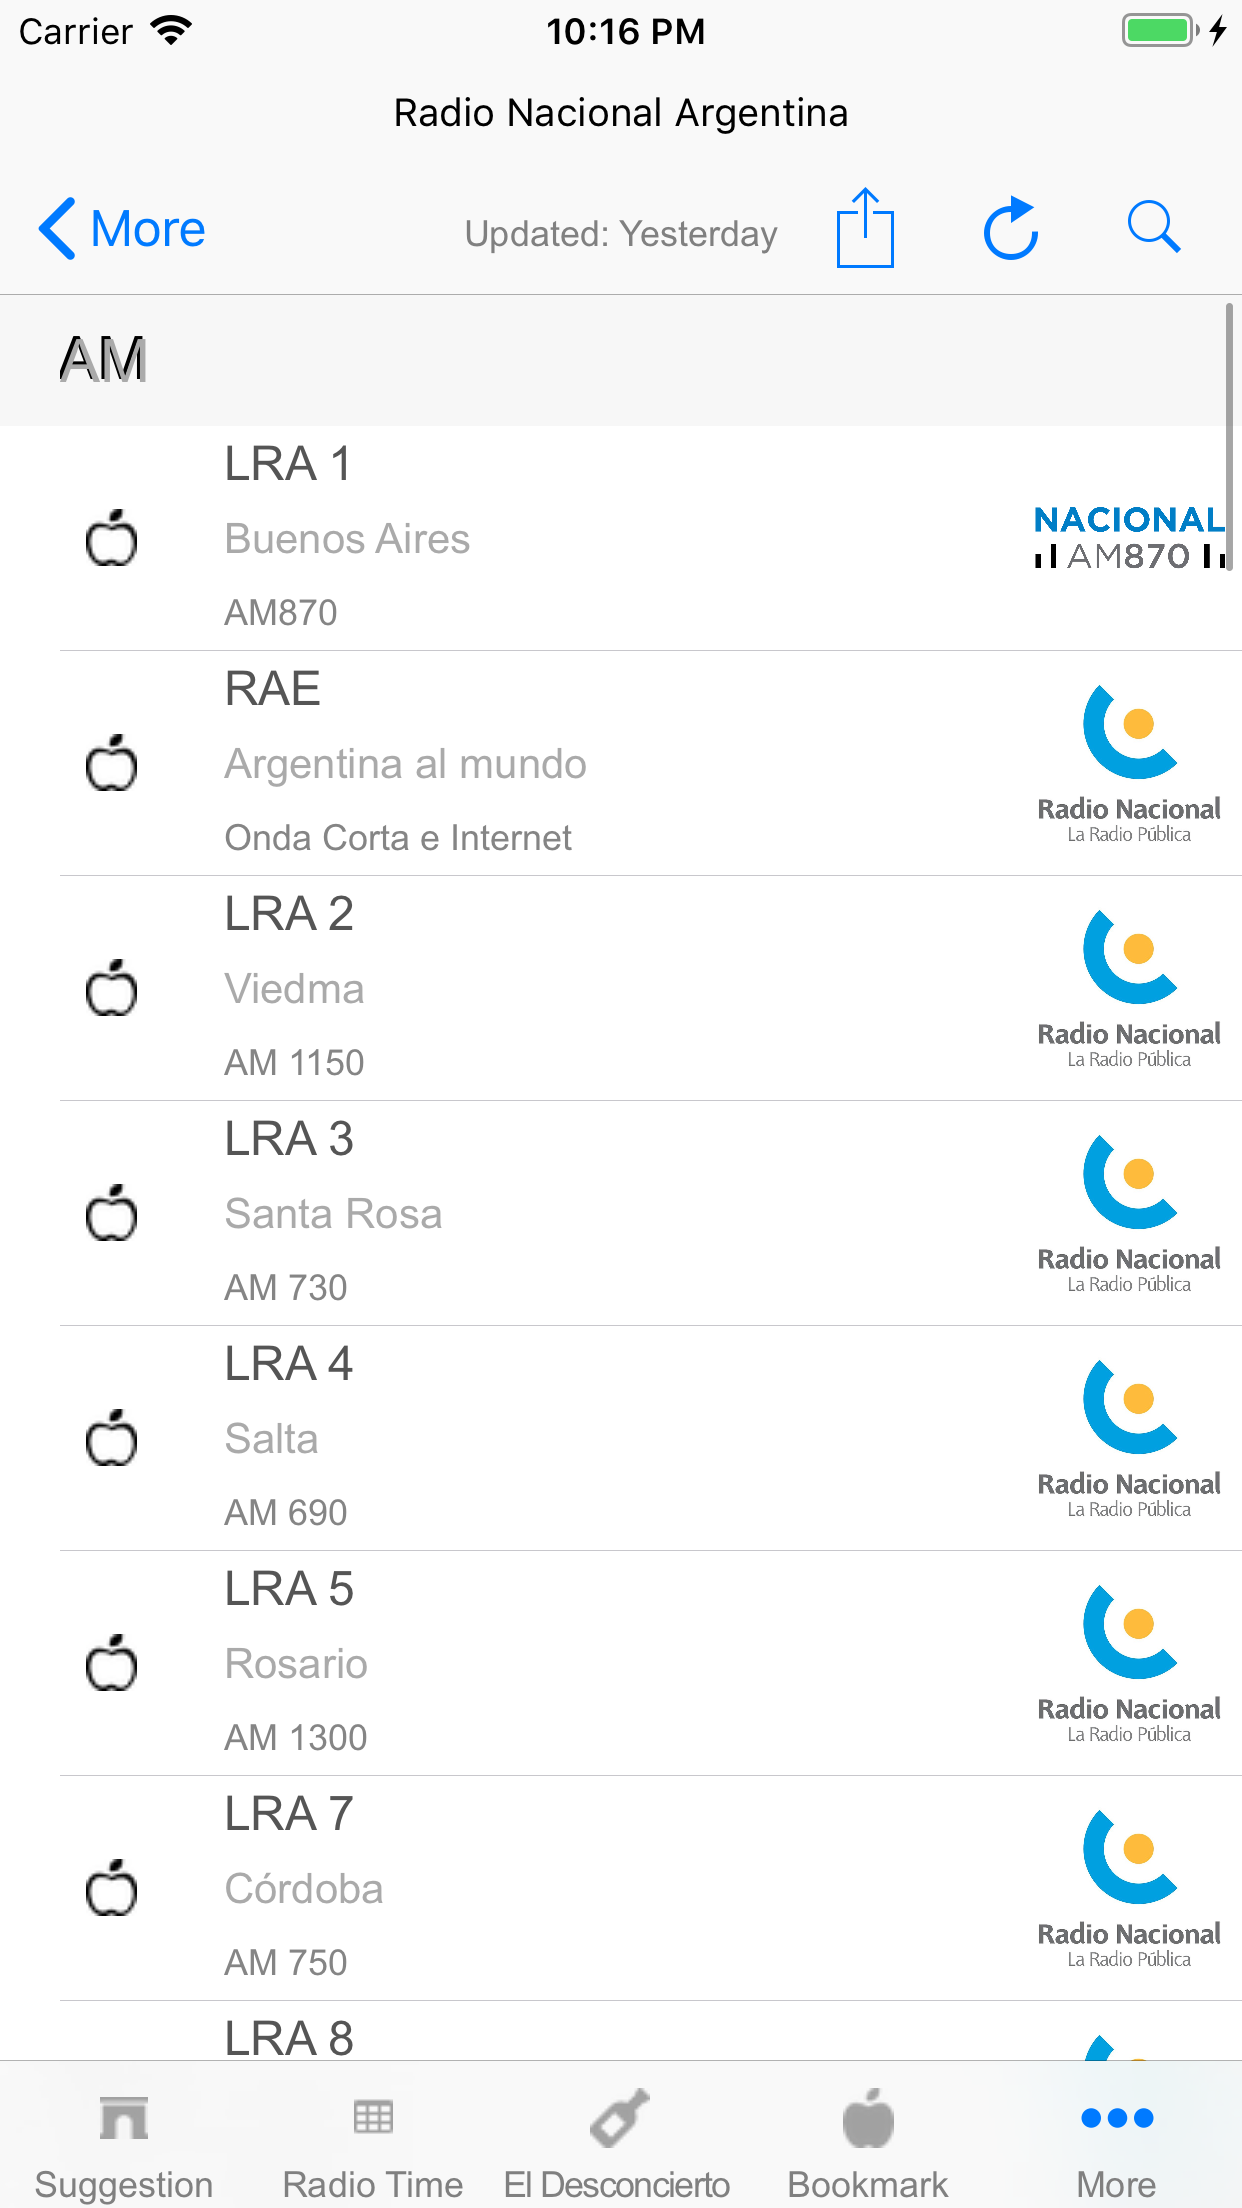 Carrier 10:16 PM
Radio Nacional Argentina
More Updated: Yesterday
AM
LRA 1
Buenos Aires
AM870
NACIONAL
AM870
RAE
Argentina al mundo
Onda Corta e Internet
Radio Nacional
La Radio Pública
LRA 2
Viedma
AM 1150
Radio Nacional
La Radio Pública
LRA 3
Santa Rosa
AM 730
Radio Nacional
La Radio Pública
LRA 4
Salta
AM 690
Radio Nacional
La Radio Pública
LRA 5
Rosario
AM 1300
Radio Nacional
La Radio Pública
LRA 7
Córdoba
AM 750
Radio Nacional
La Radio Pública
LRA 8
Suggestion Radio Time El Desconcierto Bookmark More